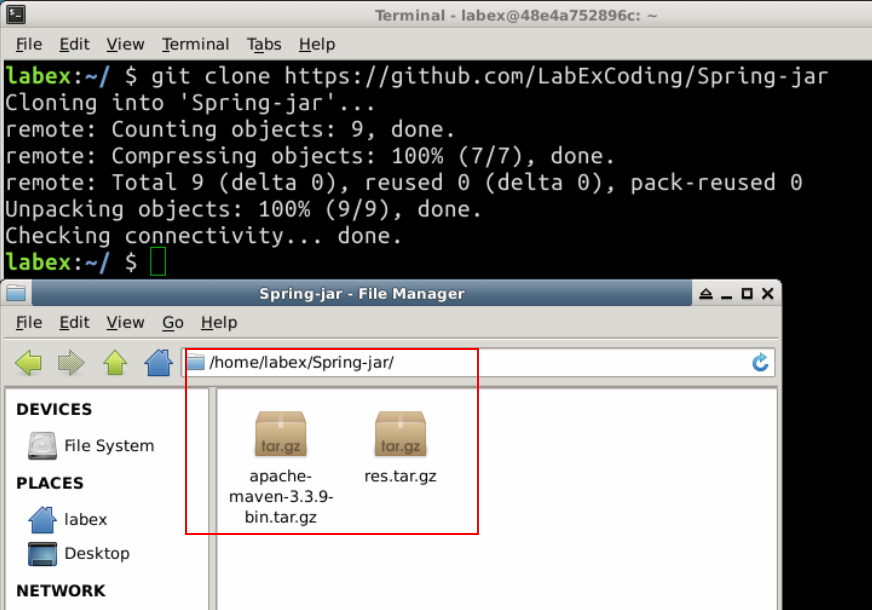 Terminal - labex@48e4a752896c: ~
File Edit View Terminal Tabs Help
labex:~/ $ git clone https://github.com/LabExCoding/Spring-jar
Cloning into 'Spring-jar'...
remote: Counting objects: 9, done.
remote: Compressing objects: 100% (7/7), done.
remote: Total 9 (delta 0), reused 0 (delta 0), pack-reused 0
Unpacking objects: 100% (9/9), done.
Checking connectivity... done.
labex:~/ $
Spring-jar - File Manager
File Edit View Go Help
/home/labex/Spring-jar/
DEVICES
File System
PLACES
labex
Desktop
NETWORK
tar.gz
apache-
maven-3.3.9-
bin.tar.gz
tar.gz
res.tar.gz